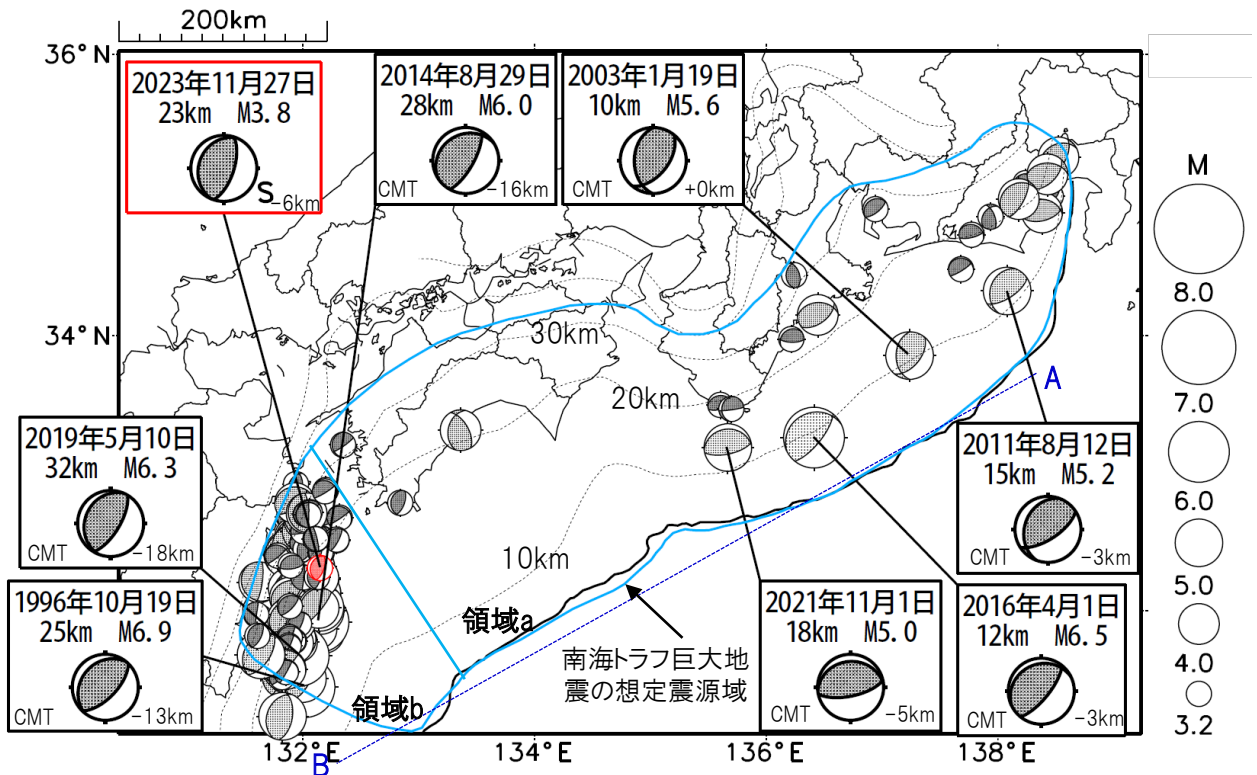 200km
36°N
2023年11月27日
23km M3.8
S
-6km
2014年8月29日
28km M6.0
CMT
-16km
2003年1月19日
10km M5.6
CMT
+0km
M
8.0
7.0
6.0
5.0
4.0
3.2
34°N
30km
20km
10km
A
2019年5月10日
32km M6.3
CMT
-18km
2011年8月12日
15km M5.2
CMT
-3km
1996年10月19日
25km M6.9
CMT
-13km
領域a
領域b
南海トラフ巨大地
震の想定震源域
2021年11月1日
18km M5.0
CMT
-5km
2016年4月1日
12km M6.5
CMT
-3km
132°E
B
134°E
136°E
138°E